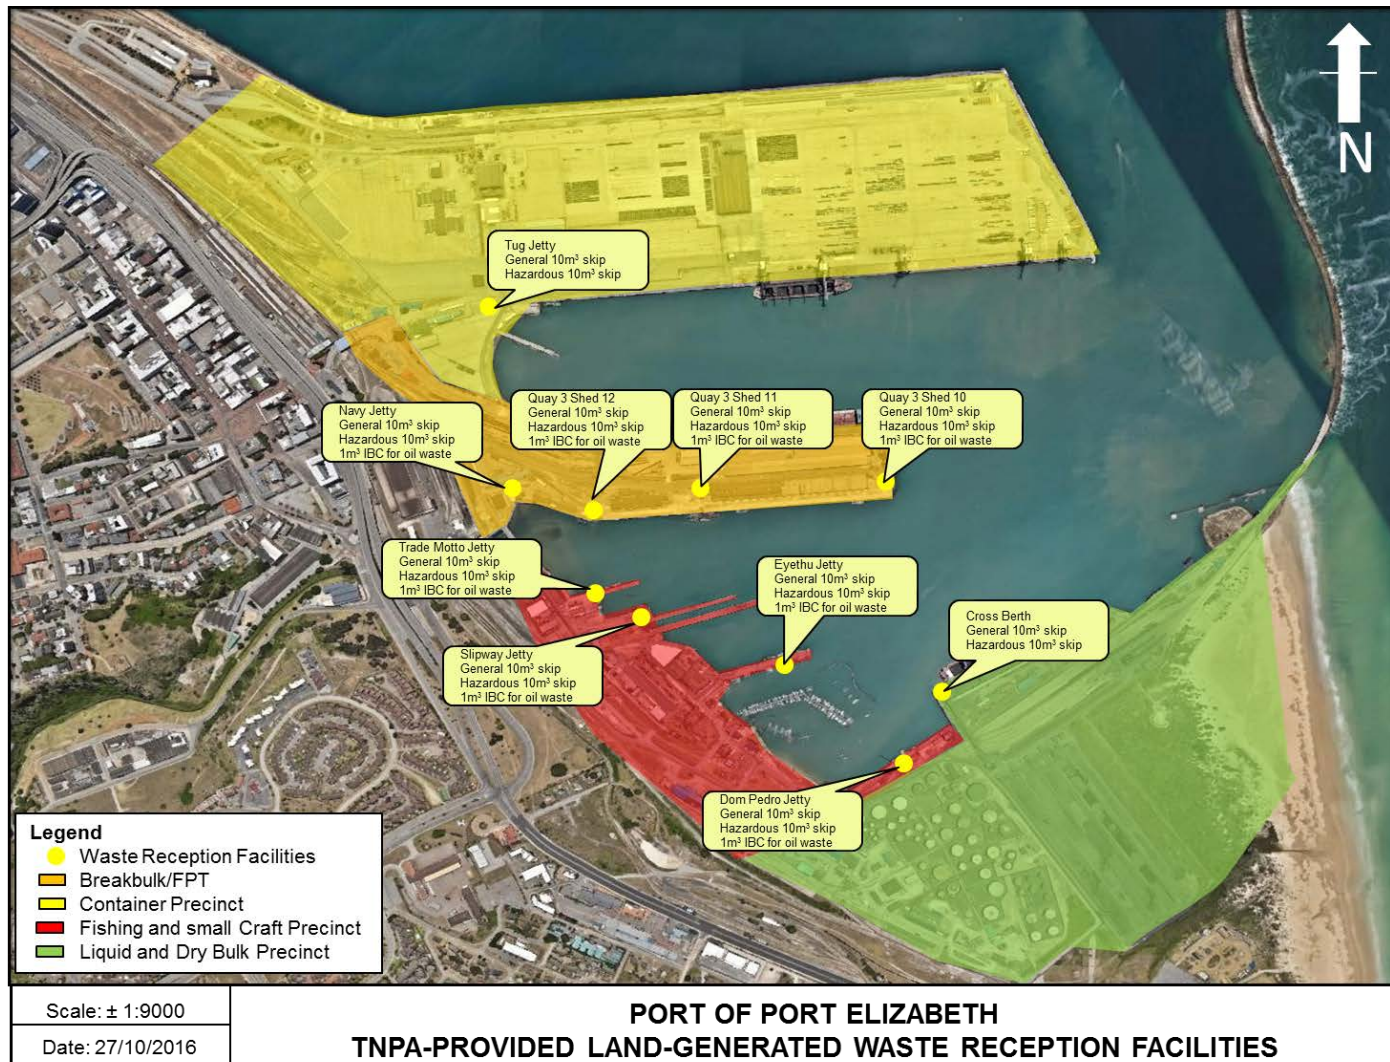 N
Tug Jetty
General 10m³ skip
Hazardous 10m³ skip
Navy Jetty
General 10m³ skip
Hazardous 10m³ skip
1m³ IBC for oil waste
Quay 3 Shed 12
General 10m³ skip
Hazardous 10m³ skip
1m³ IBC for oil waste
Quay 3 Shed 11
General 10m³ skip
Hazardous 10m³ skip
1m³ IBC for oil waste
Quay 3 Shed 10
General 10m³ skip
Hazardous 10m³ skip
1m³ IBC for oil waste
Trade Motto Jetty
General 10m³ skip
Hazardous 10m³ skip
1m³ IBC for oil waste
Eyethu Jetty
General 10m³ skip
Hazardous 10m³ skip
1m³ IBC for oil waste
Cross Berth
General 10m³ skip
Hazardous 10m³ skip
Slipway Jetty
General 10m³ skip
Hazardous 10m³ skip
1m³ IBC for oil waste
Dom Pedro Jetty
General 10m³ skip
Hazardous 10m³ skip
1m³ IBC for oil waste
Legend
Waste Reception Facilities
Breakbulk/FPT
Container Precinct
Fishing and small Craft Precinct
Liquid and Dry Bulk Precinct
Scale: ± 1:9000
Date: 27/10/2016
PORT OF PORT ELIZABETH
TNPA-PROVIDED LAND-GENERATED WASTE RECEPTION FACILITIES